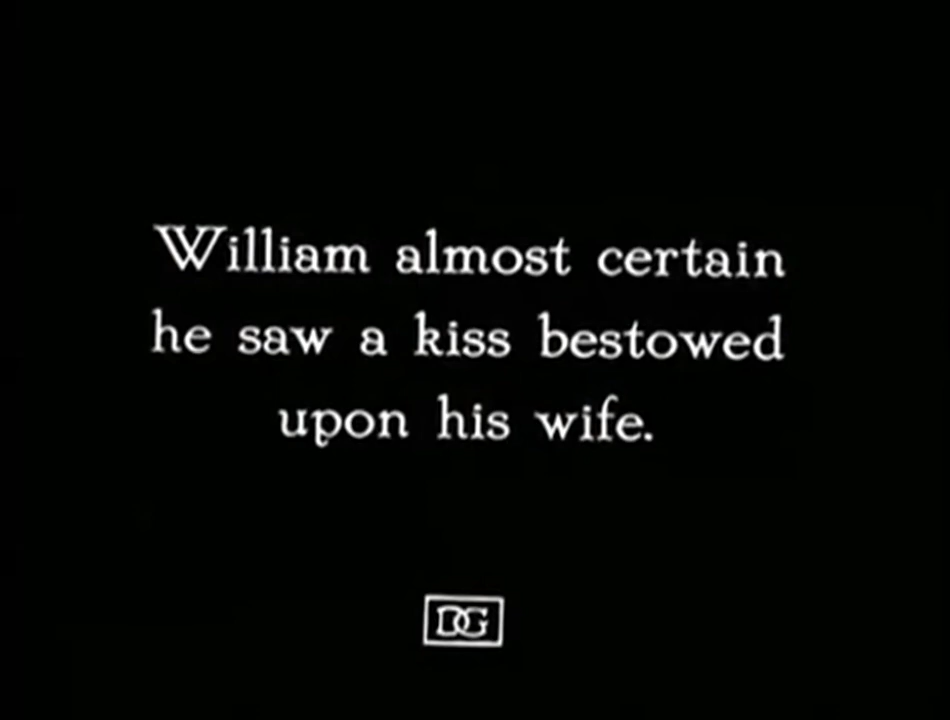 William almost certain
he saw a kiss bestowed
upon his wife.
DG